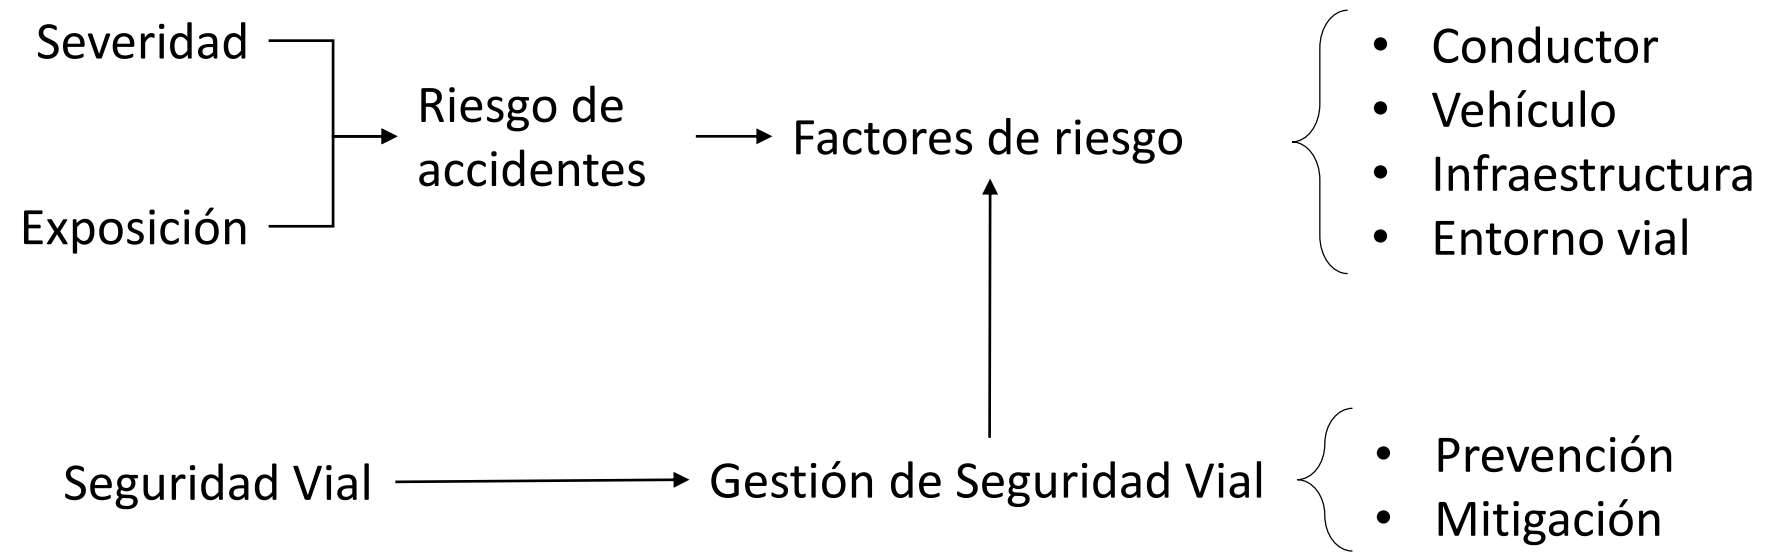 Severidad
Exposición
Riesgo de
accidentes
Factores de riesgo
• Conductor
• Vehículo
• Infraestructura
• Entorno vial
Seguridad Vial
Gestión de Seguridad Vial
• Prevención
• Mitigación